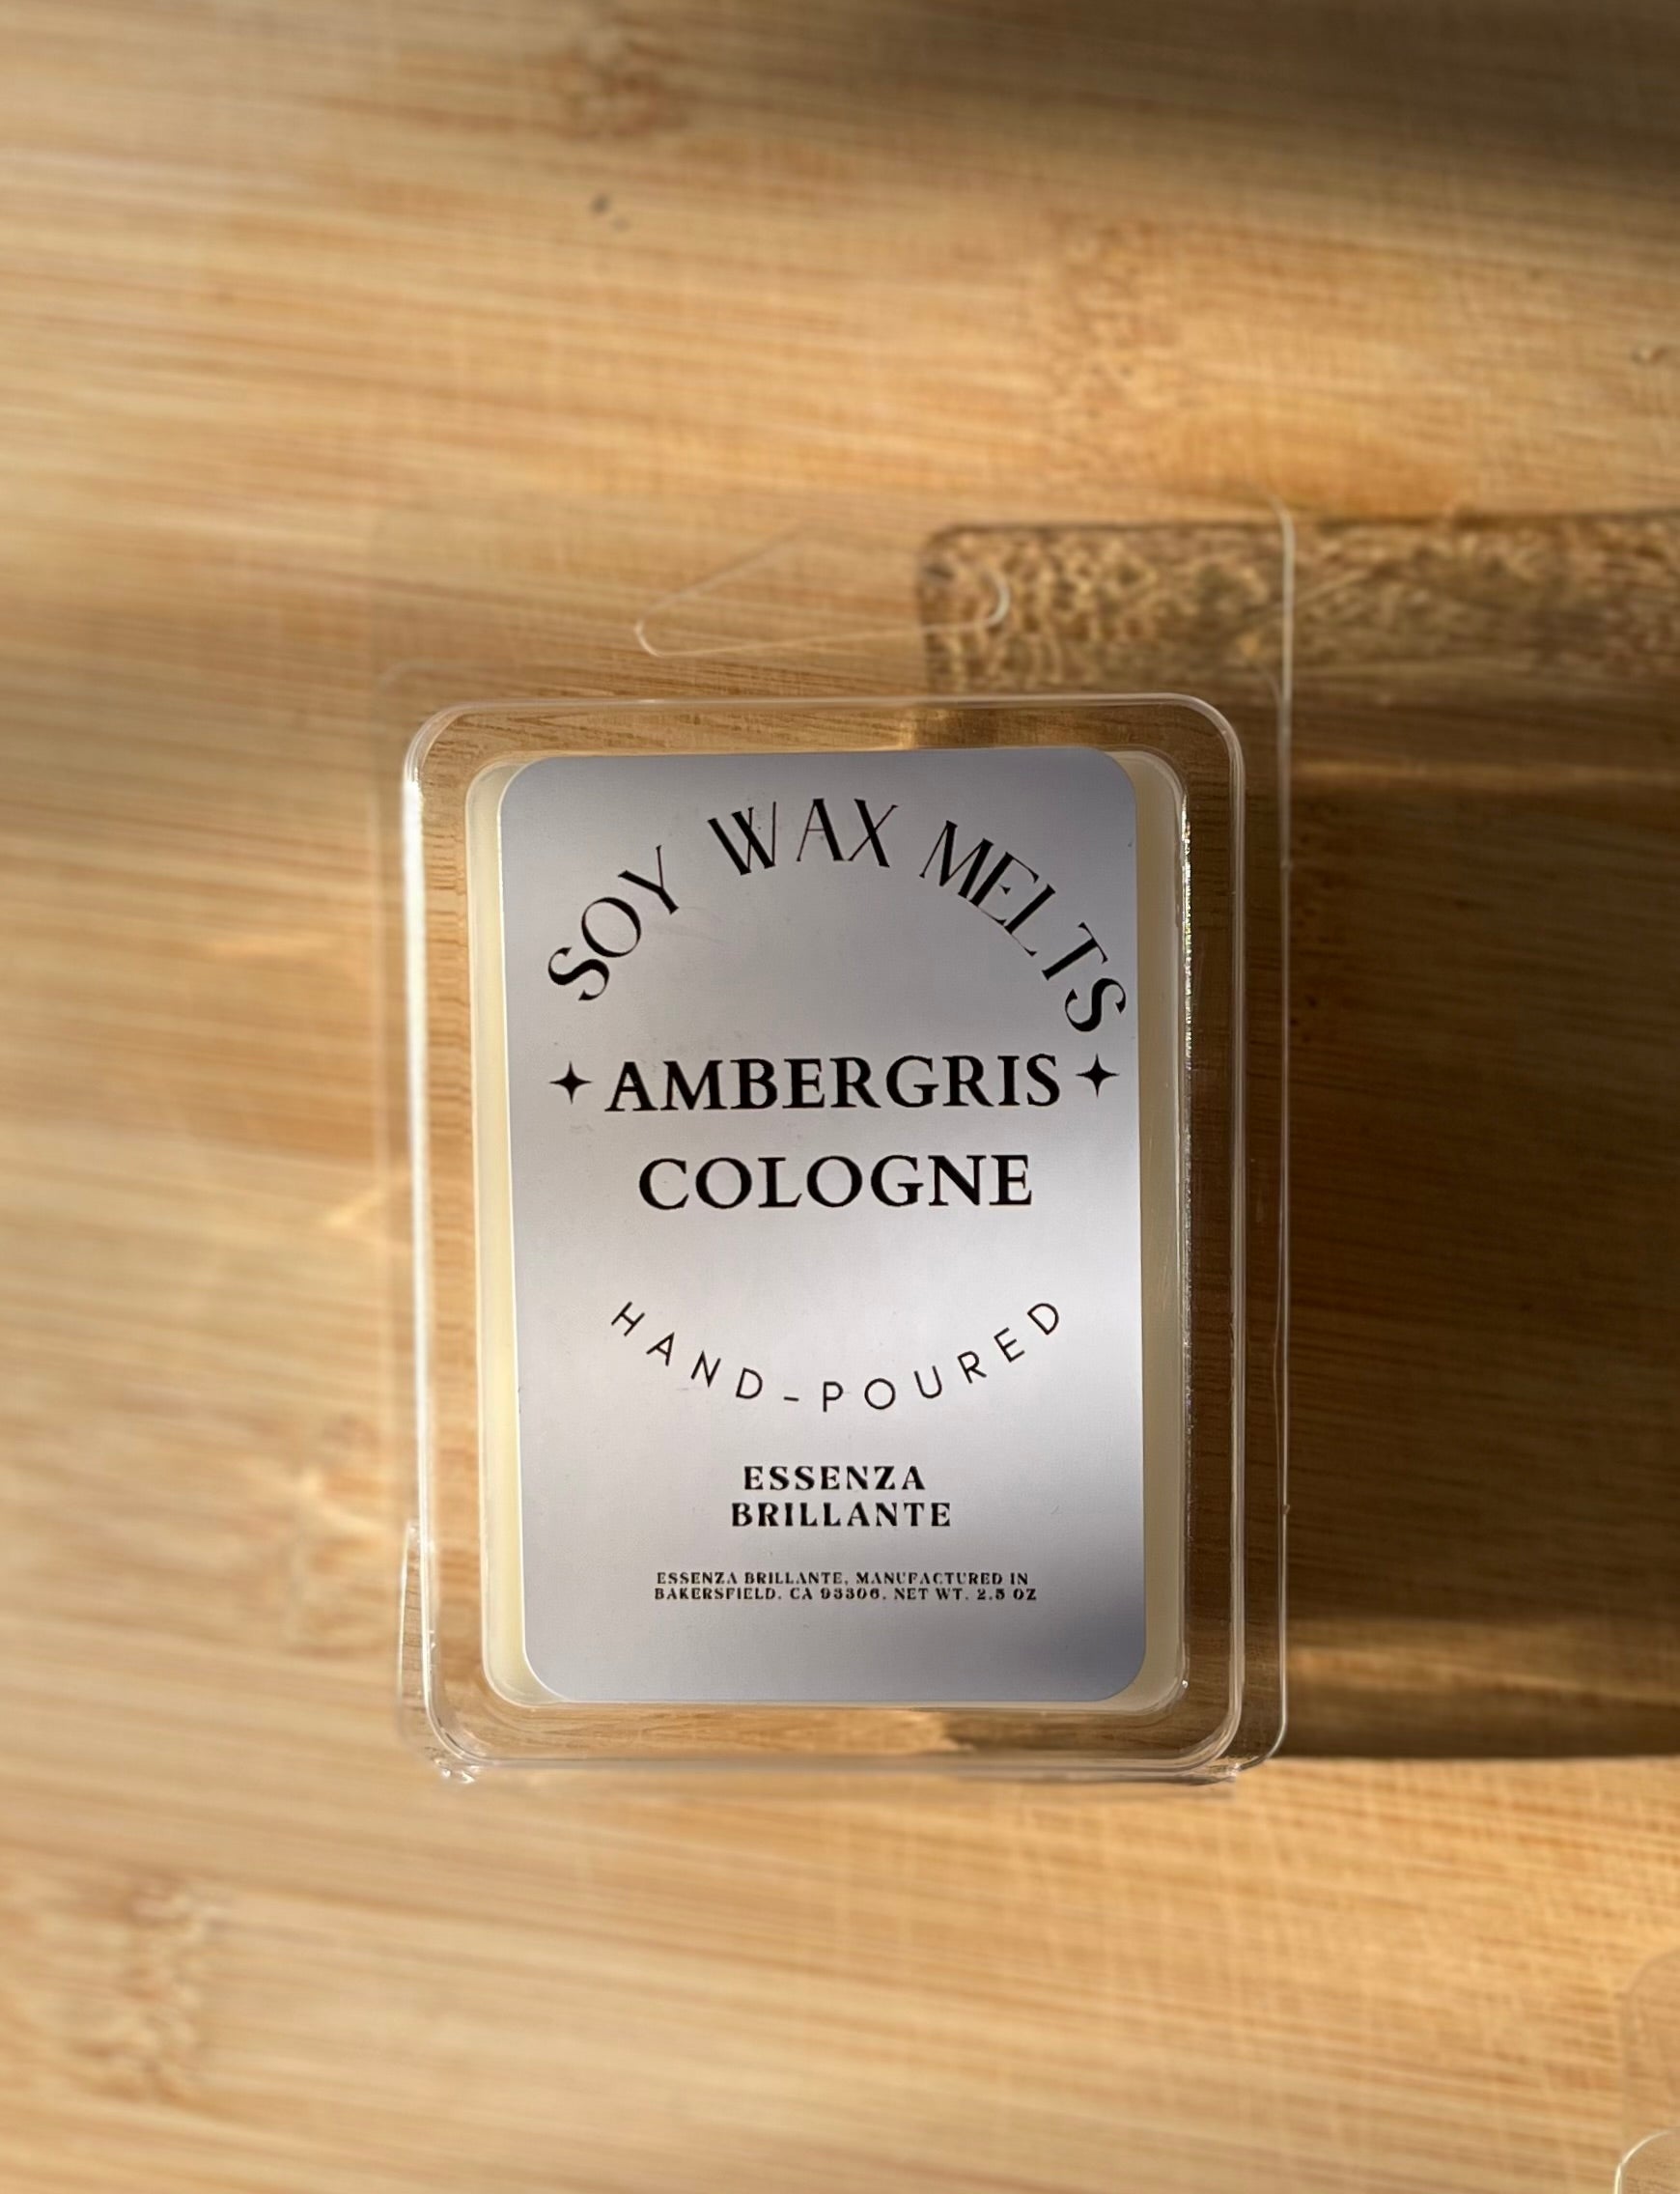 SOY WAX MELTS
AMBERGRIS
COLOGNE
HAND-POURED
ESSENZA
BRILLANTE
ESSENZA BRILLANTE, MANUFACTURED IN
BAKERSFIELD, CA 93306. NET WT. 2.5 OZ